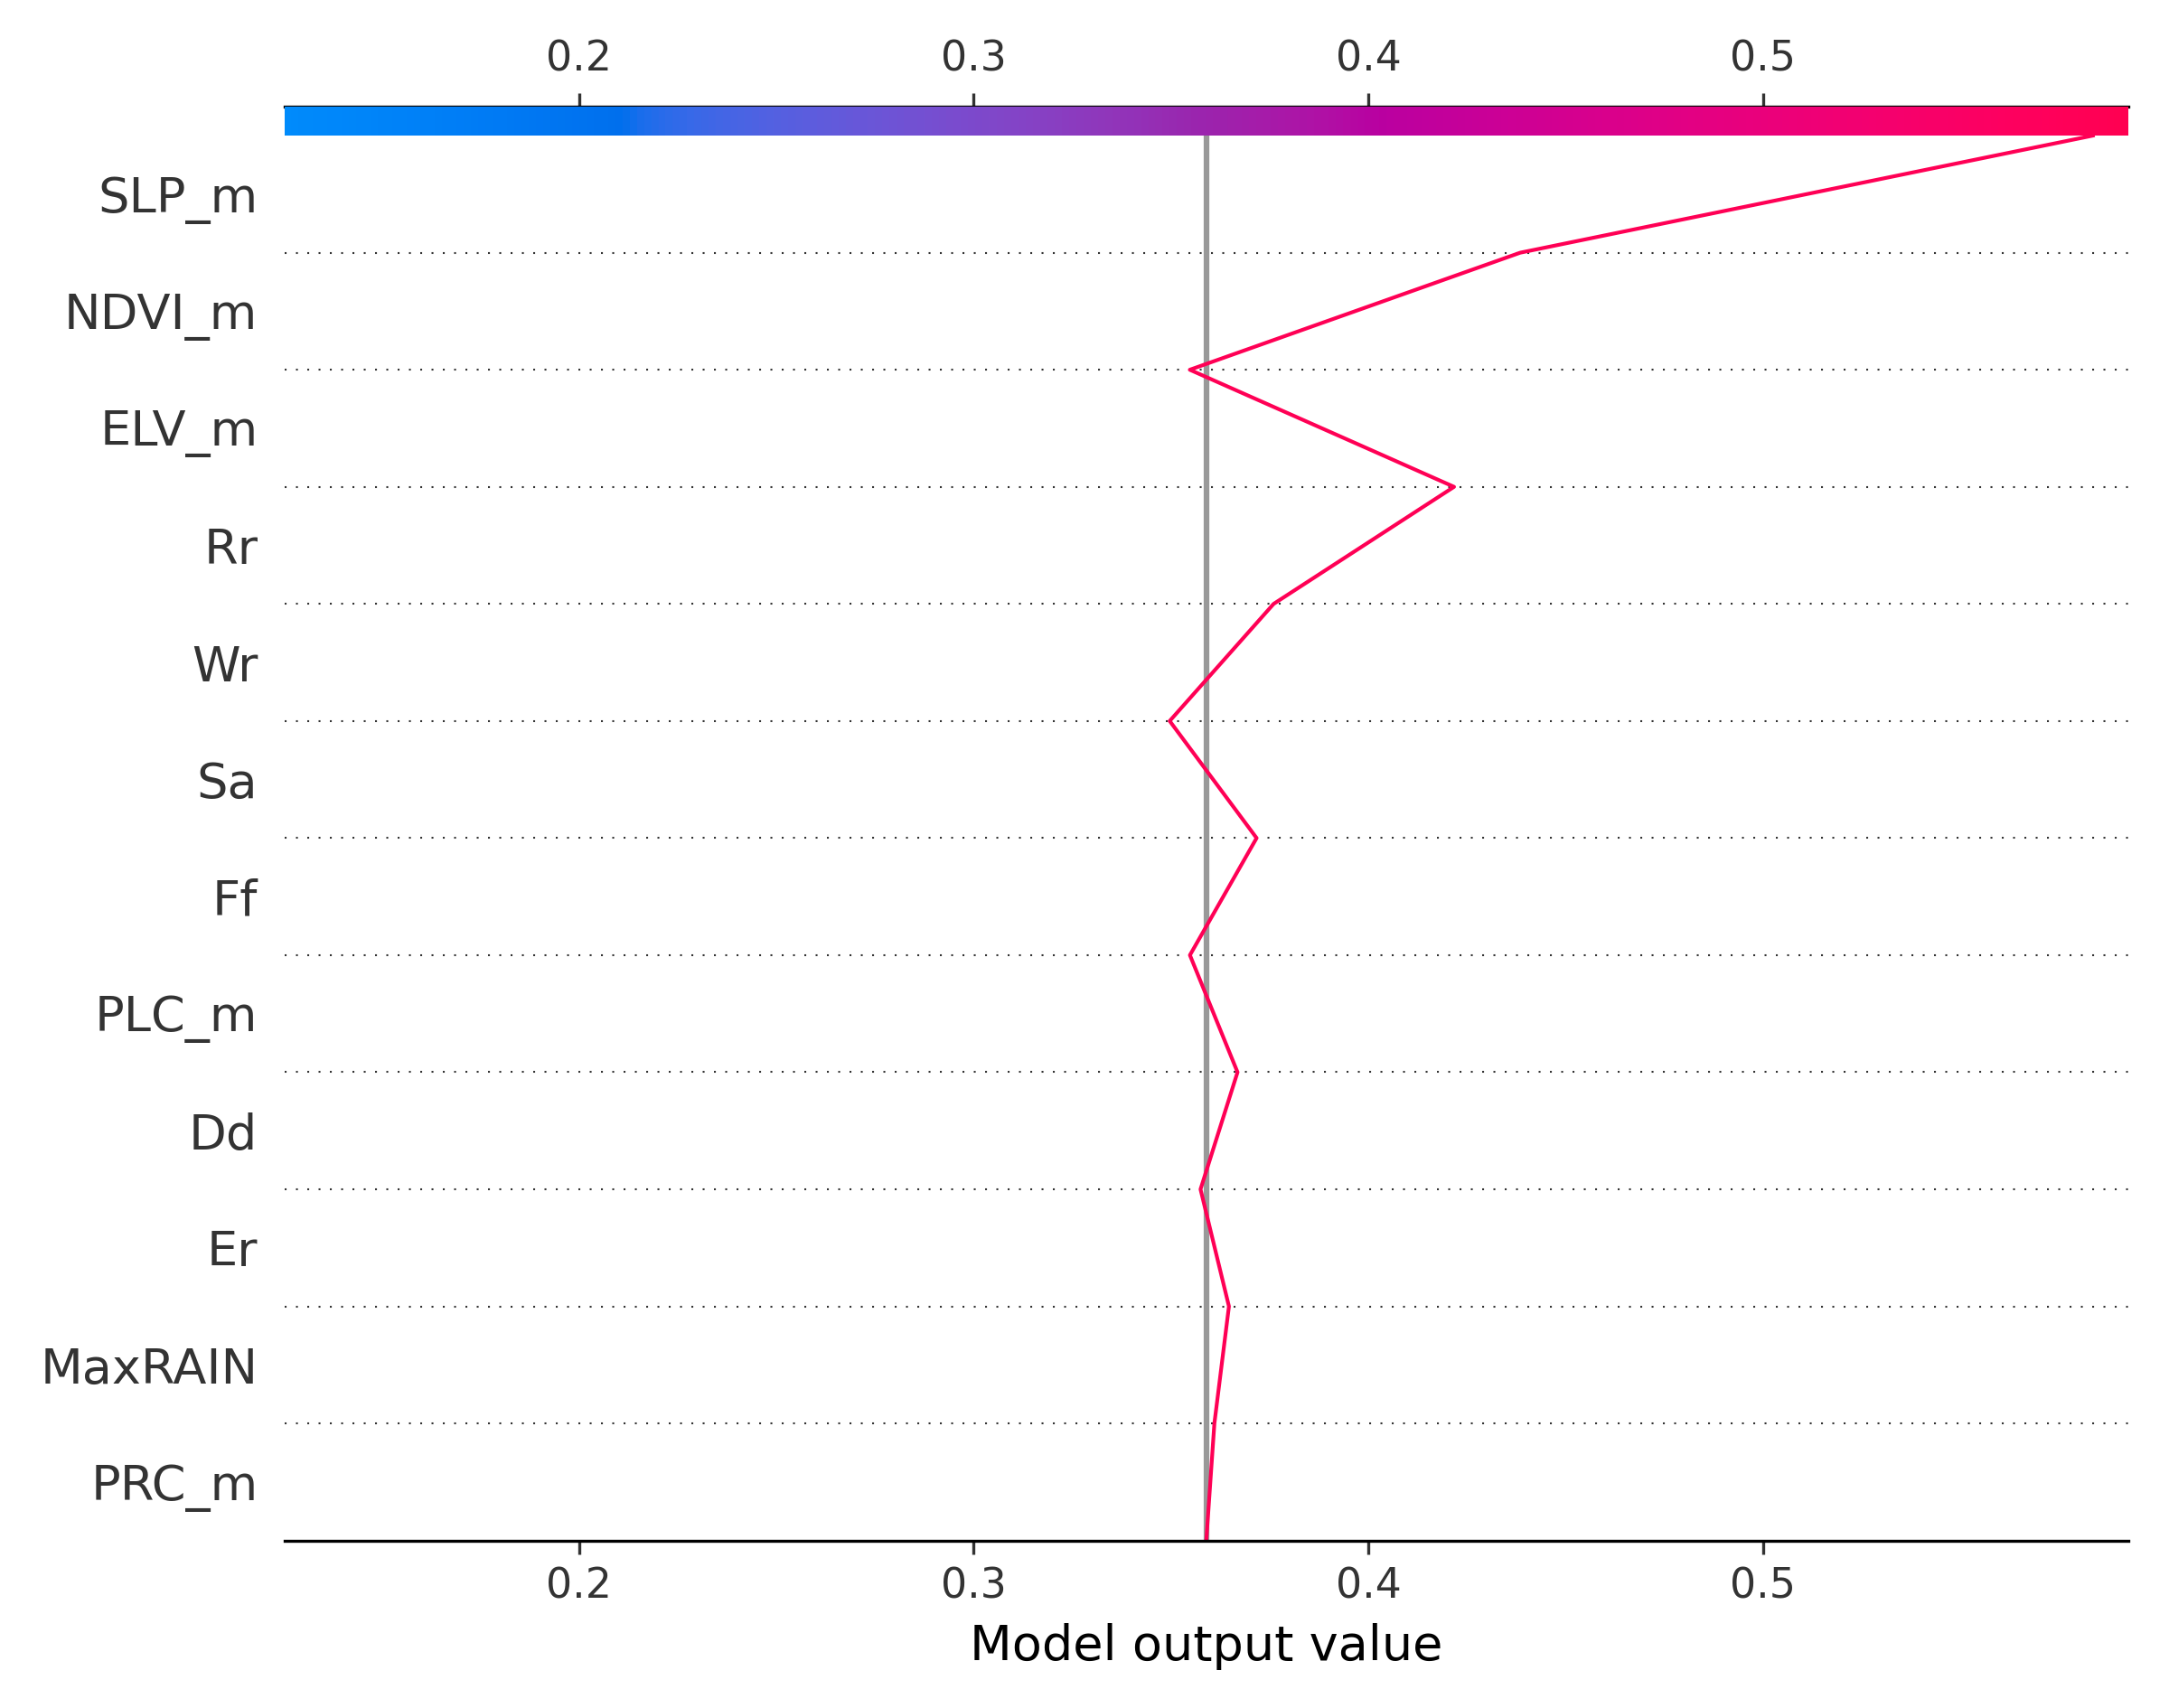 0.2 0.3 0.4 0.5
SLP_m
NDVI_m
ELV_m
Rr
Wr
Sa
Ff
PLC_m
Dd
Er
MaxRAIN
PRC_m
0.2 0.3 0.4 0.5
Model output value